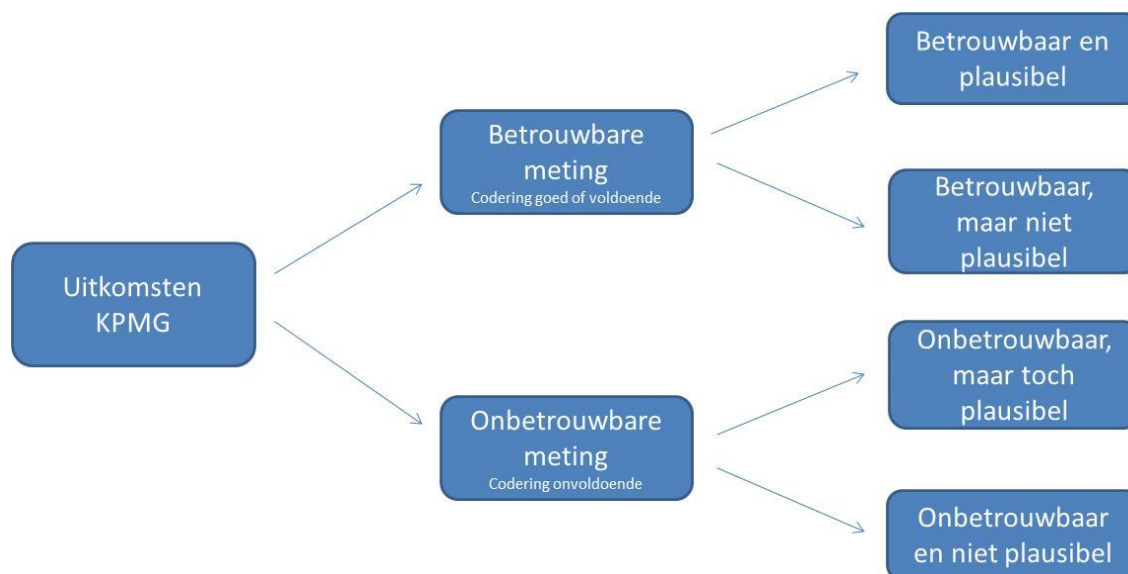 Uitkomsten
KPMG
Betrouwbare
meting
Codering goed of voldoende
Onbetrouwbare
meting
Codering onvoldoende
Betrouwbaar en
plausibel
Betrouwbaar,
maar niet
plausibel
Onbetrouwbaar,
maar toch
plausibel
Onbetrouwbaar
en niet plausibel